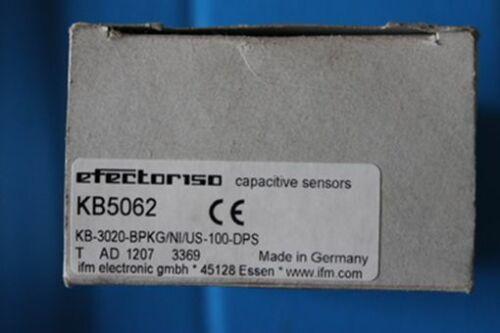 efector150 capacitive sensors
KB5062 CE
KB-3020-BPKG/NI/US-100-DPS
T AD 1207 3369 Made in Germany
ifm electronic gmbh * 45128 Essen * www.ifm.com